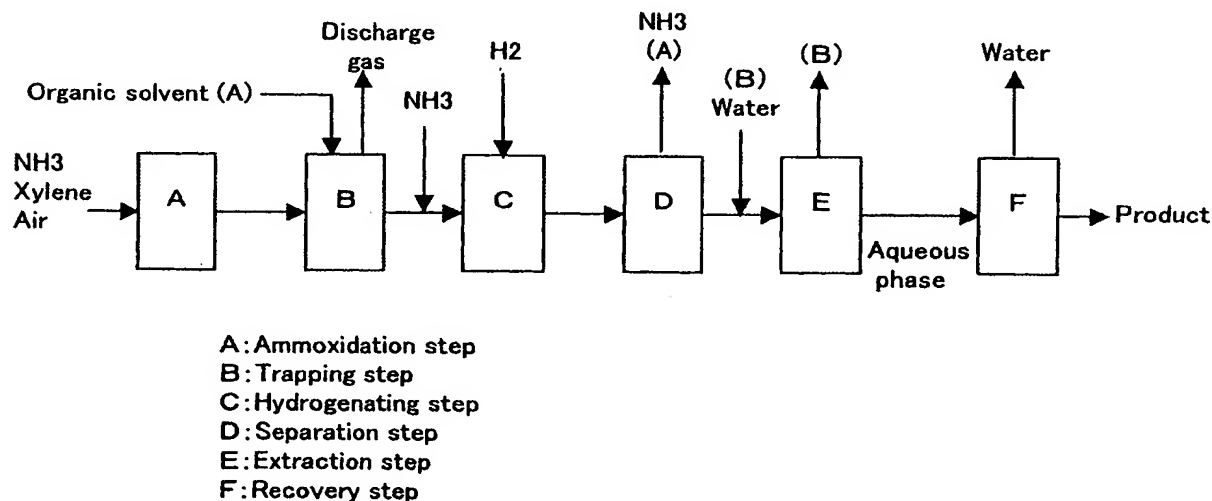 Discharge
gas
Organic solvent (A)
NH3
H2
NH3
(A)
(B)
Water
(B)
Water
NH3
Xylene
Air
A
B
C
D
E
F
Product
Aqueous
phase
A:Ammoxidation step
B:Trapping step
C:Hydrogenating step
D:Separation step
E:Extraction step
F:Recovery step